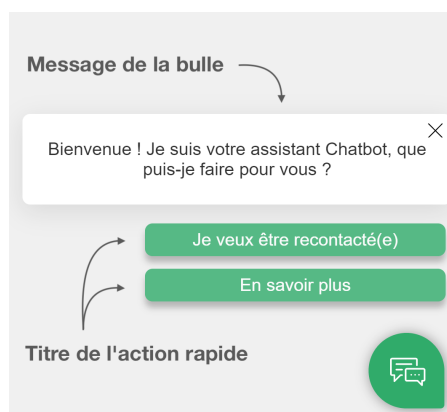 Message de la bulle
Bienvenue ! Je suis votre assistant Chatbot, que
puis-je faire pour vous ?
Je veux être recontacté(e)
En savoir plus
Titre de l'action rapide